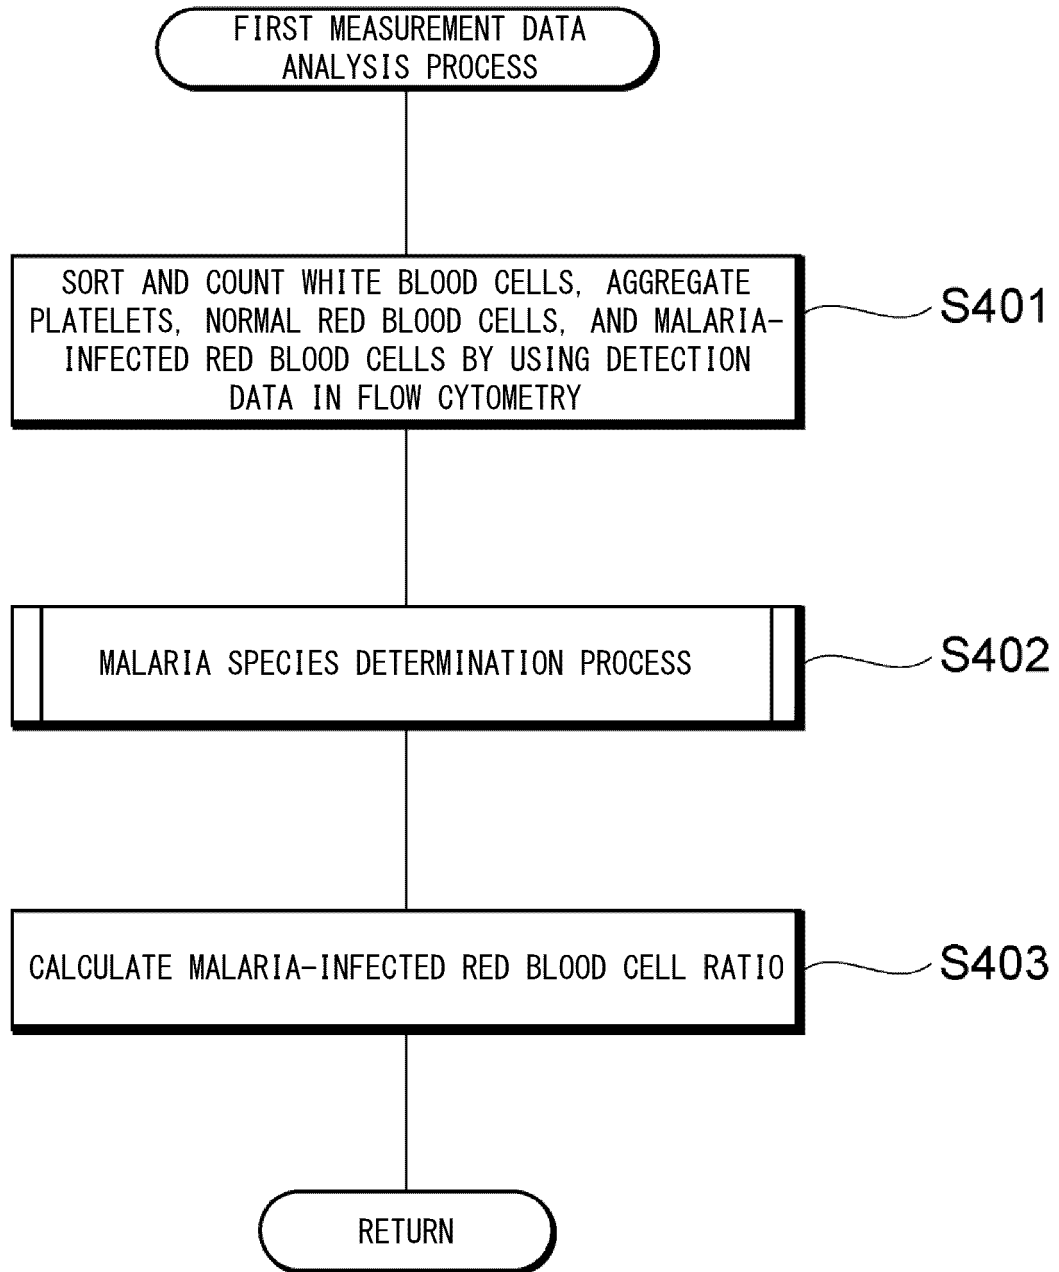 FIRST MEASUREMENT DATA
ANALYSIS PROCESS
SORT AND COUNT WHITE BLOOD CELLS, AGGREGATE
PLATELETS, NORMAL RED BLOOD CELLS, AND MALARIA-
INFECTED RED BLOOD CELLS BY USING DETECTION
DATA IN FLOW CYTOMETRY
S401
MALARIA SPECIES DETERMINATION PROCESS
S402
CALCULATE MALARIA-INFECTED RED BLOOD CELL RATIO
S403
RETURN